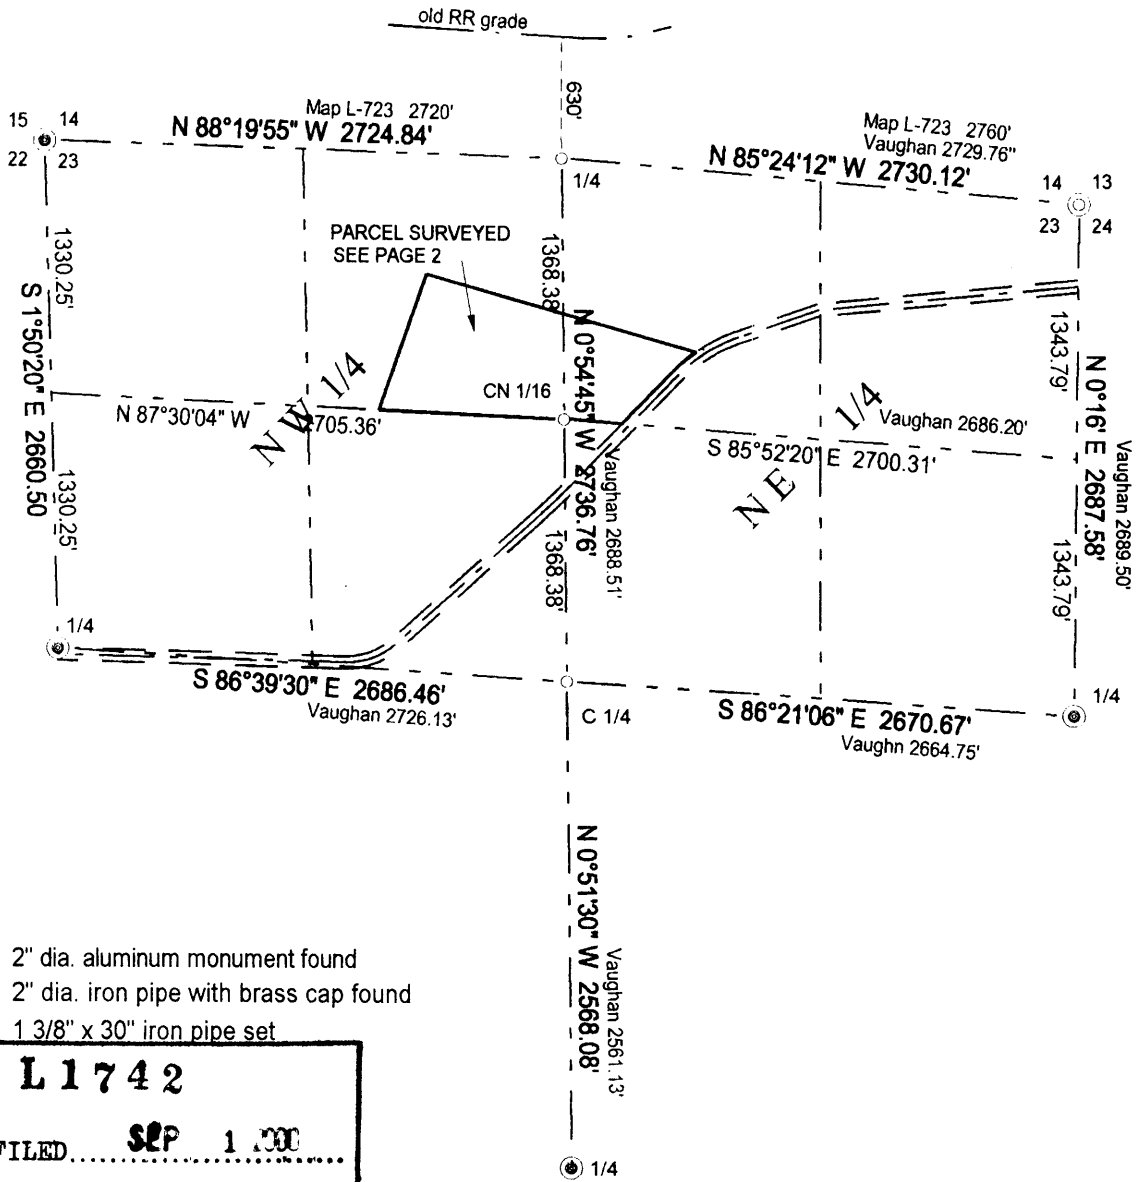 old RR grade
630'
Map L-723 2720'
N 88°19'55" W 2724.84'
15 14
22 23
1/4
Map L-723 2760'
Vaughan 2729.76"
N 85°24'12" W 2730.12'
14 13
23 24
PARCEL SURVEYED
SEE PAGE 2
1330.25'
S 1°50'20" E 2660.50
1330.25'
1368.38'
N 0°54'45" W 2736.76'
Vaughan 2688.51'
1368.38'
CN 1/16
N 87°30'04" W 2705.36'
NW 1/4
NE 1/4
Vaughan 2686.20'
S 85°52'20" E 2700.31'
1343.79'
N 0°16' E 2687.58'
Vaughan 2689.50'
1343.79'
1/4
S 86°39'30" E 2686.46'
Vaughan 2726.13'
C 1/4
S 86°21'06" E 2670.67'
Vaughn 2664.75'
1/4
N 0°51'30" W 2568.08'
Vaughan 2561.13'
1/4
2" dia. aluminum monument found
2" dia. iron pipe with brass cap found
1 3/8" x 30" iron pipe set
L1742
FILED SEP 1